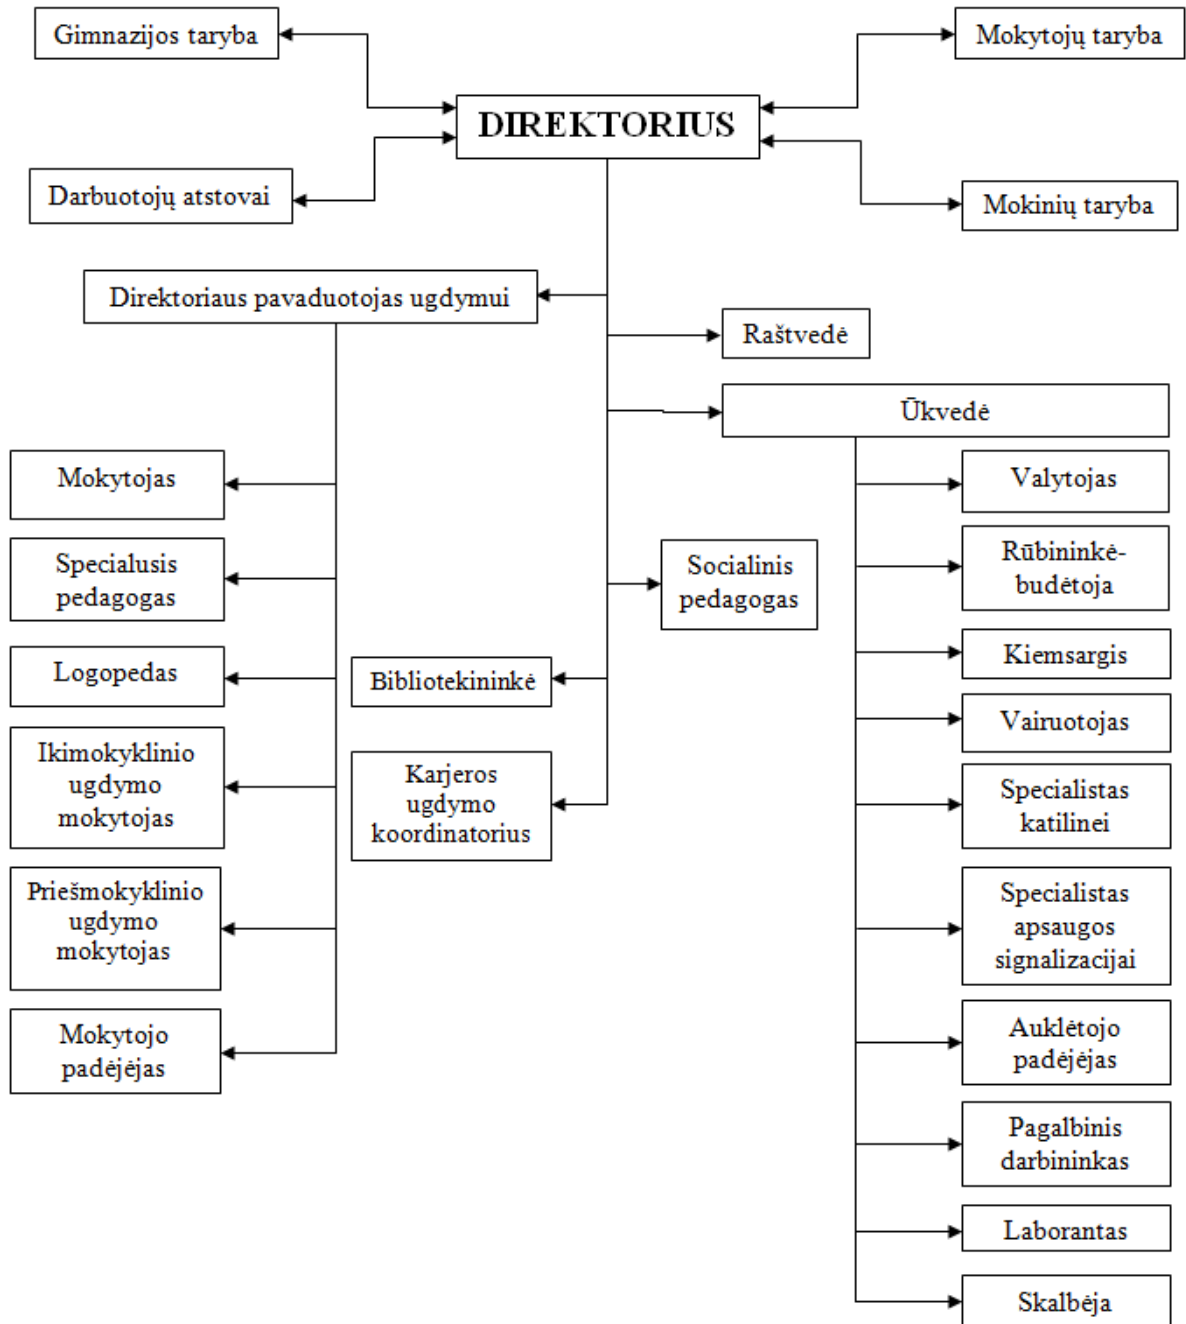 Gimnazijos taryba
Mokytojų taryba
DIREKTORIUS
Darbuotojų atstovai
Mokinių taryba
Direktoriaus pavaduotojas ugdymui
Raštvedė
Ūkvedė
Mokytojas
Specialusis
pedagogas
Logopedas
Ikimokyklinio
ugdymo
mokytojas
Priešmokyklinio
ugdymo
mokytojas
Mokytojo
padėjėjas
Socialinis
pedagogas
Bibliotekininkė
Karjeros
ugdymo
koordinatorius
Valytojas
Rūbininkė-
budėtoja
Kiemsargis
Vairuotojas
Specialistas
katilinei
Specialistas
apsaugos
signalizacijai
Auklėtojo
padėjėjas
Pagalbinis
darbininkas
Laborantas
Skalbėja